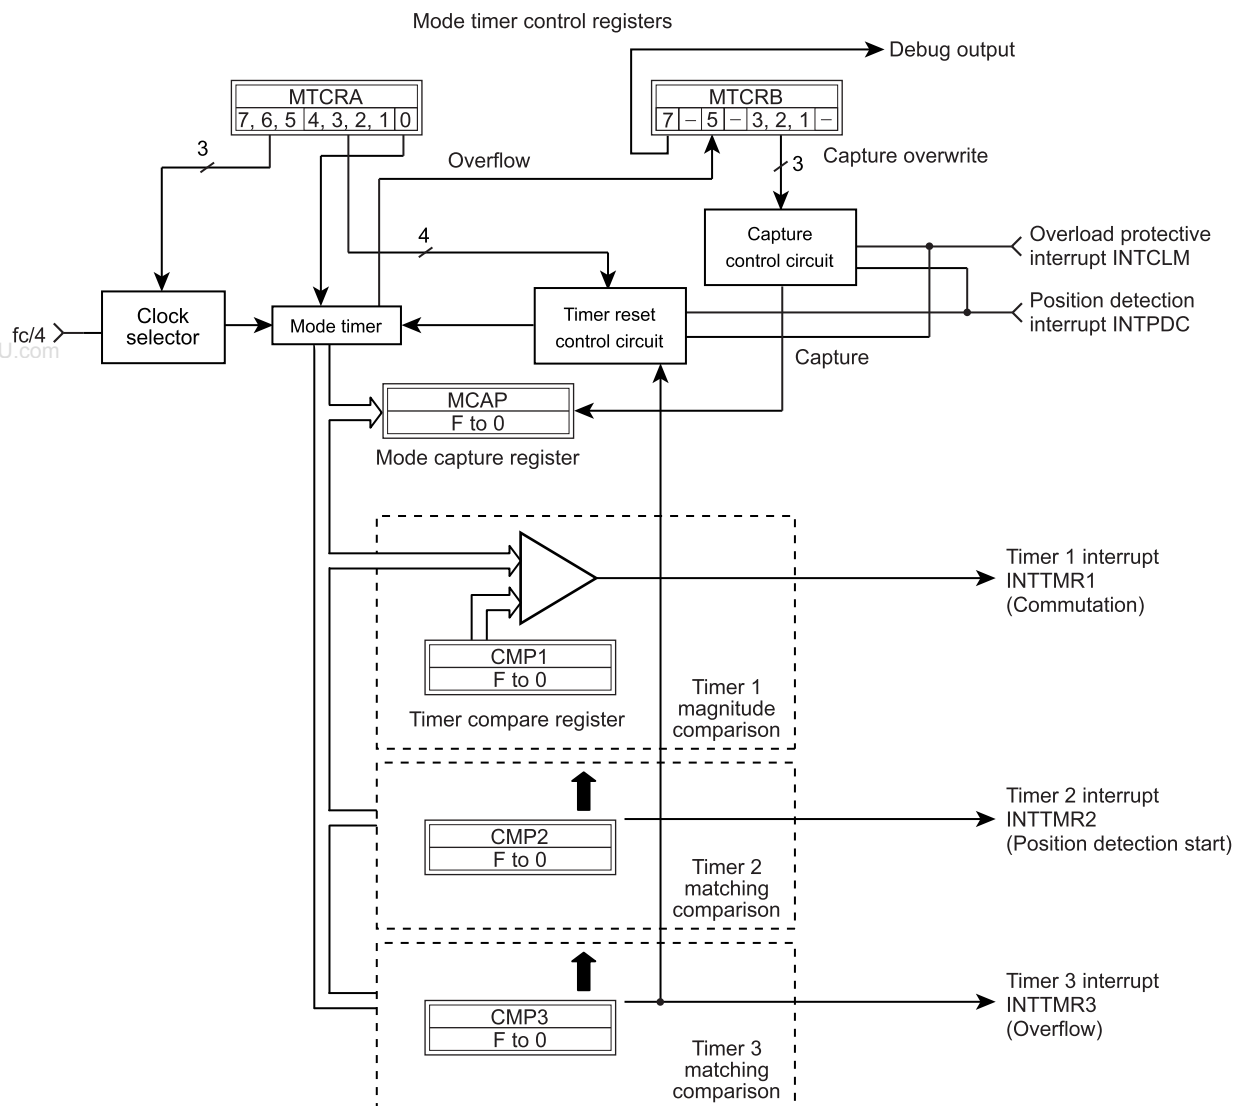 Mode timer control registers
Debug output
MTCRA
7, 6, 5 4, 3, 2, 1 0
MTCRB
7 – 5 – 3, 2, 1 –
3
Overflow
3
Capture overwrite
4
Capture
control circuit
Overload protective
interrupt INTCLM
Position detection
interrupt INTPDC
fc/4
U.com
Clock
selector
Mode timer
Timer reset
control circuit
Capture
MCAP
F to 0
Mode capture register
Timer 1 interrupt
INTTMR1
(Commutation)
CMP1
F to 0
Timer compare register
Timer 1
magnitude
comparison
Timer 2 interrupt
INTTMR2
(Position detection start)
CMP2
F to 0
Timer 2
matching
comparison
Timer 3 interrupt
INTTMR3
(Overflow)
CMP3
F to 0
Timer 3
matching
comparison